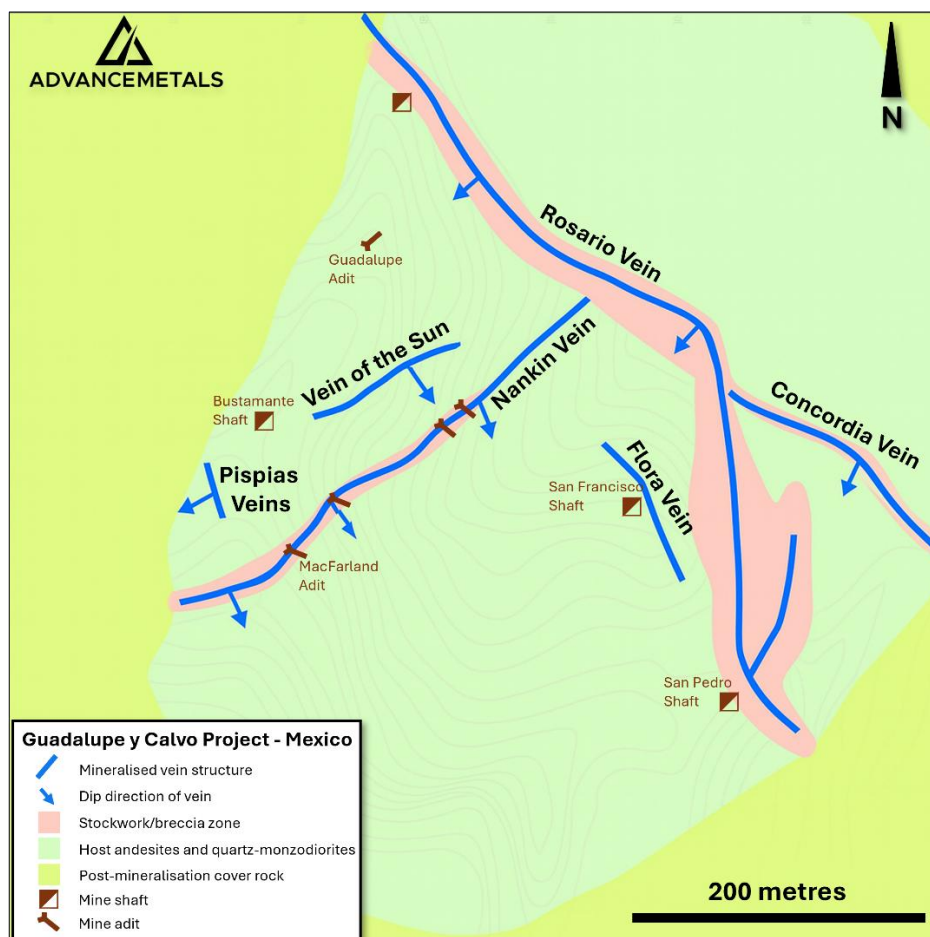 ADVANCEMETALS
N
Rosario Vein
Guadalupe
Adit
Vein of the Sun
Nankin Vein
Bustamante
Shaft
Concordia Vein
Pispias
Veins
Flora Vein
San Francisco
Shaft
MacFarland
Adit
San Pedro
Shaft
Guadalupe y Calvo Project - Mexico
Mineralised vein structure
Dip direction of vein
Stockwork/breccia zone
Host andesites and quartz-monzodiorites
Post-mineralisation cover rock
Mine shaft
Mine adit
200 metres